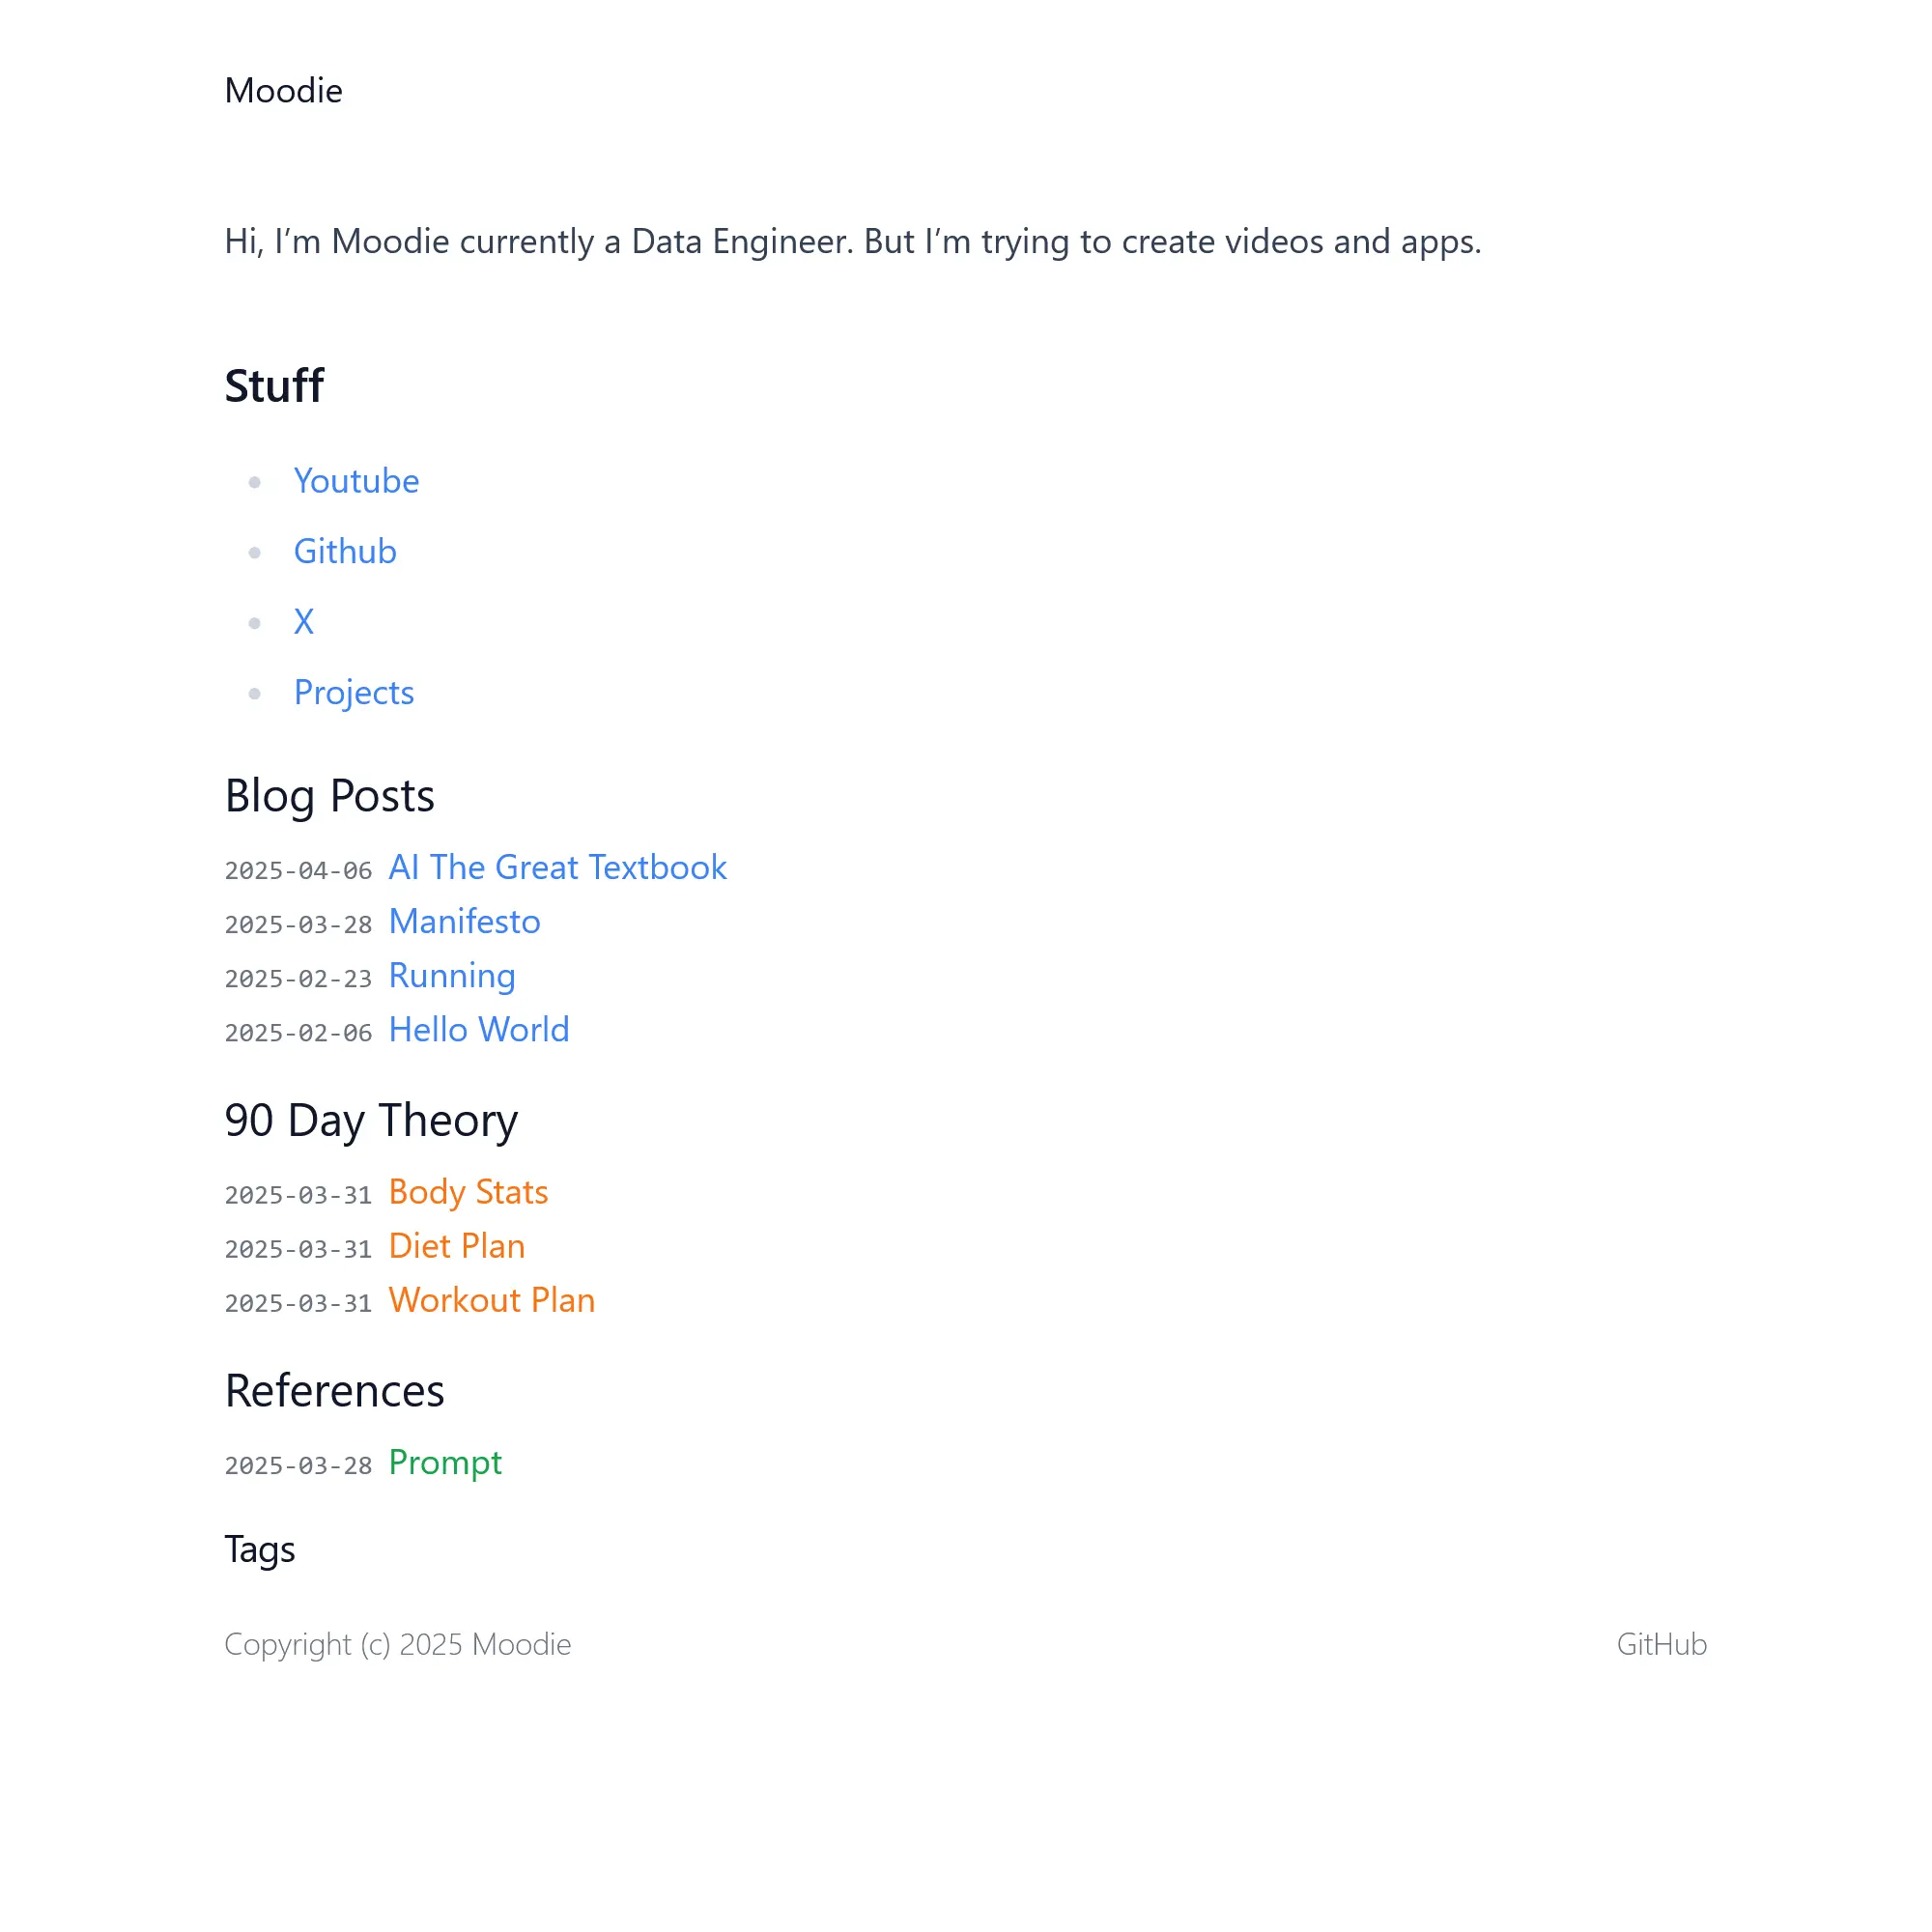 Moodie
Hi, I’m Moodie currently a Data Engineer. But I’m trying to create videos and apps.
Stuff
Youtube
Github
X
Projects
Blog Posts
2025-04-06 AI The Great Textbook
2025-03-28 Manifesto
2025-02-23 Running
2025-02-06 Hello World
90 Day Theory
2025-03-31 Body Stats
2025-03-31 Diet Plan
2025-03-31 Workout Plan
References
2025-03-28 Prompt
Tags
Copyright (c) 2025 Moodie GitHub